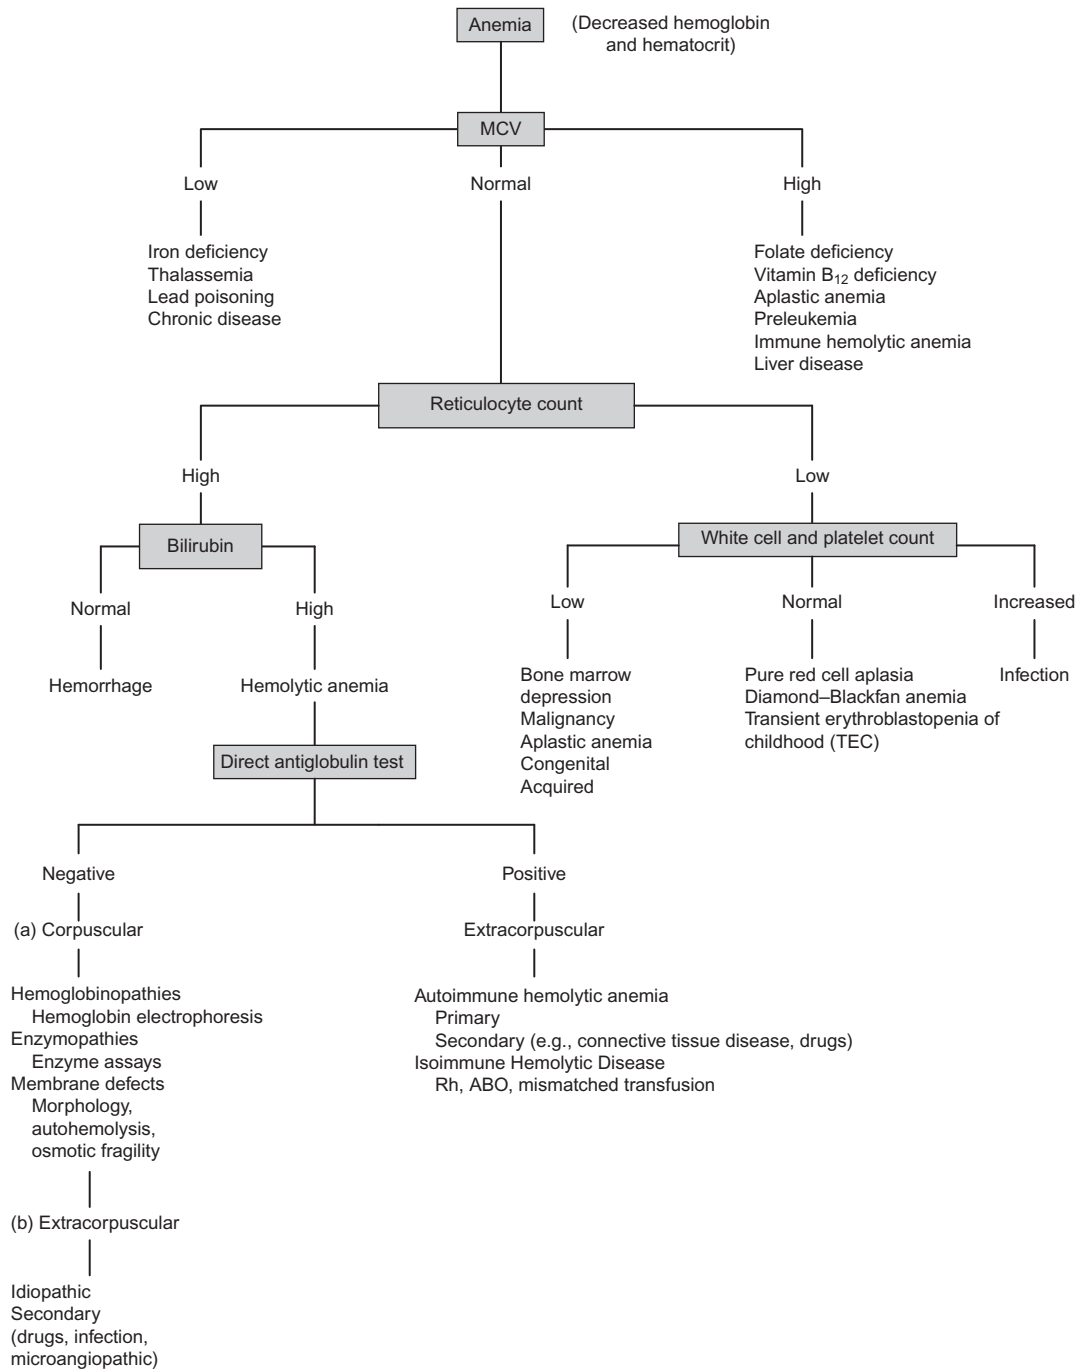 Anemia
(Decreased hemoglobin
and hematocrit)
MCV
Low
Normal
High
Iron deficiency
Thalassemia
Lead poisoning
Chronic disease
Folate deficiency
Vitamin B₁₂ deficiency
Aplastic anemia
Preleukemia
Immune hemolytic anemia
Liver disease
Reticulocyte count
High
Low
Bilirubin
White cell and platelet count
Normal
High
Low
Normal
Increased
Hemorrhage
Hemolytic anemia
Bone marrow
depression
Malignancy
Aplastic anemia
Congenital
Acquired
Pure red cell aplasia
Diamond–Blackfan anemia
Transient erythroblastopenia of
childhood (TEC)
Infection
Direct antiglobulin test
Negative
Positive
(a) Corpuscular
Extracorpuscular
Hemoglobinopathies
Hemoglobin electrophoresis
Enzymopathies
Enzyme assays
Membrane defects
Morphology,
autohemolysis,
osmotic fragility
Autoimmune hemolytic anemia
Primary
Secondary (e.g., connective tissue disease, drugs)
Isoimmune Hemolytic Disease
Rh, ABO, mismatched transfusion
(b) Extracorpuscular
Idiopathic
Secondary
(drugs, infection,
microangiopathic)